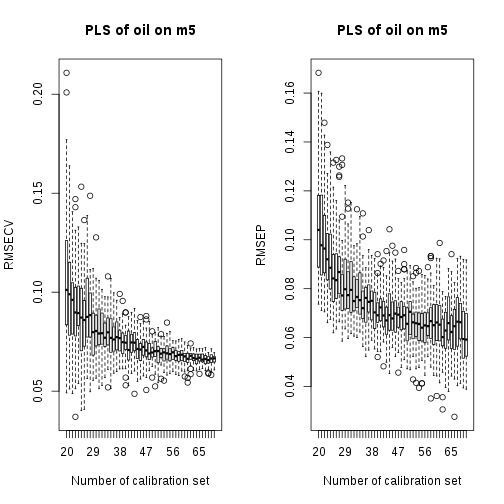 PLS of oil on m5
RMSECV
0.20
0.15
0.10
0.05
20 29 38 47 56 65
Number of calibration set
PLS of oil on m5
RMSEP
0.16
0.14
0.12
0.10
0.08
0.06
0.04
20 29 38 47 56 65
Number of calibration set